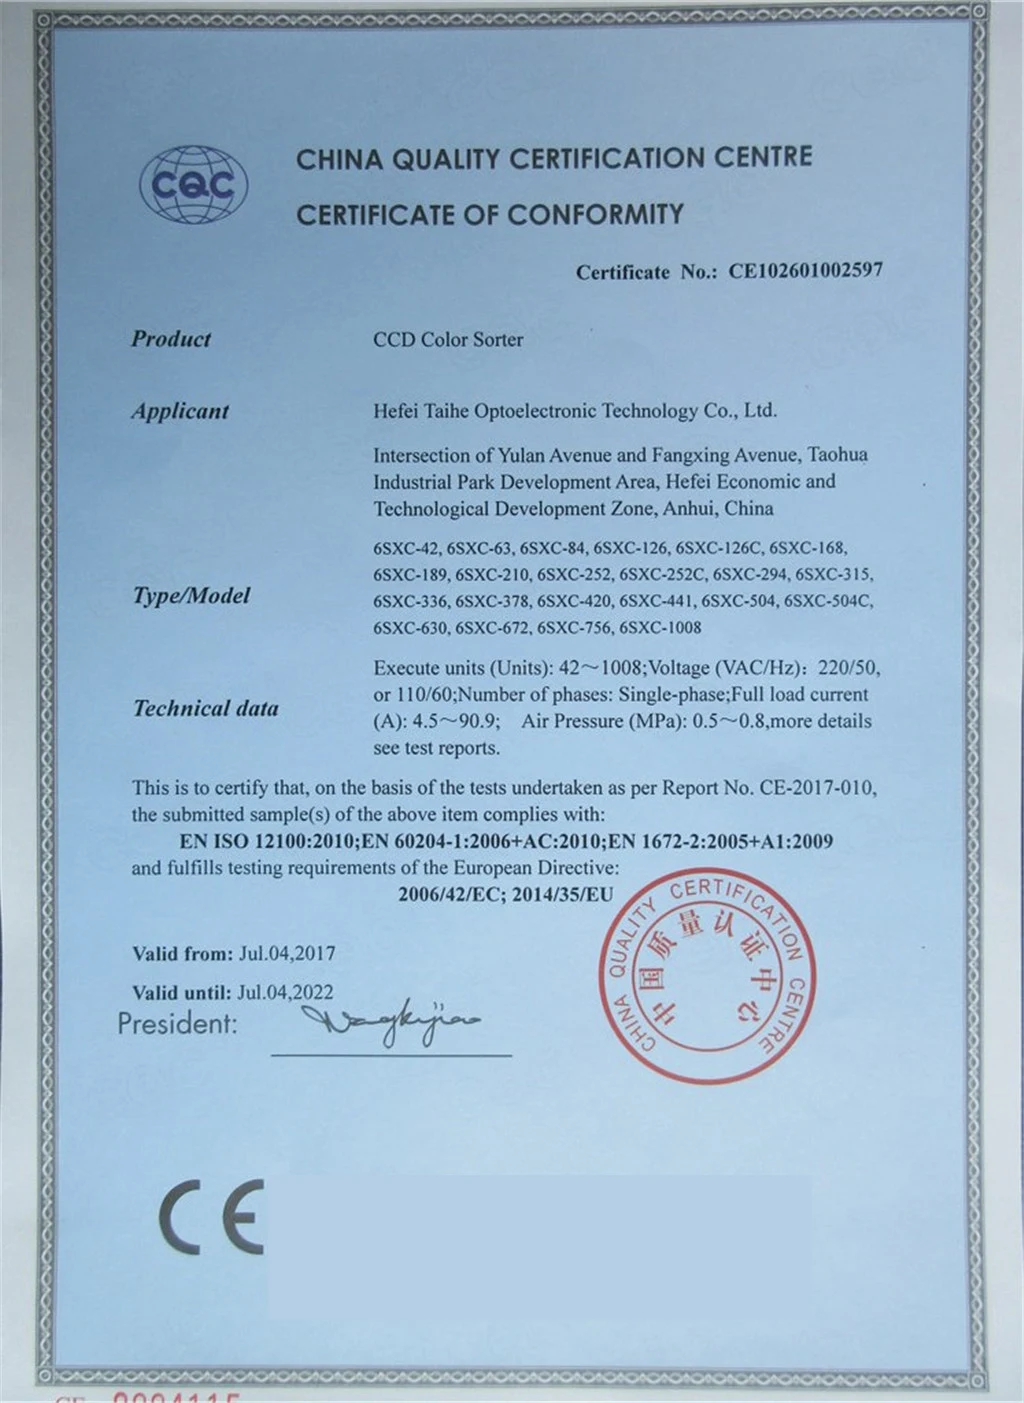 CQC
CHINA QUALITY CERTIFICATION CENTRE
CERTIFICATE OF CONFORMITY
Certificate No.: CE102601002597
Product CCD Color Sorter
Applicant Hefei Taihe Optoelectronic Technology Co., Ltd.
Intersection of Yulan Avenue and Fangxing Avenue, Taohua
Industrial Park Development Area, Hefei Economic and
Technological Development Zone, Anhui, China
6SXC-42, 6SXC-63, 6SXC-84, 6SXC-126, 6SXC-126C, 6SXC-168,
6SXC-189, 6SXC-210, 6SXC-252, 6SXC-252C, 6SXC-294, 6SXC-315,
Type/Model 6SXC-336, 6SXC-378, 6SXC-420, 6SXC-441, 6SXC-504, 6SXC-504C,
6SXC-630, 6SXC-672, 6SXC-756, 6SXC-1008
Execute units (Units): 42～1008;Voltage (VAC/Hz)：220/50,
or 110/60;Number of phases: Single-phase;Full load current
Technical data (A): 4.5～90.9; Air Pressure (MPa): 0.5～0.8,more details
see test reports.
This is to certify that, on the basis of the tests undertaken as per Report No. CE-2017-010,
the submitted sample(s) of the above item complies with:
EN ISO 12100:2010;EN 60204-1:2006+AC:2010;EN 1672-2:2005+A1:2009
and fulfills testing requirements of the European Directive:
2006/42/EC; 2014/35/EU
Valid from: Jul.04,2017
Valid until: Jul.04,2022
President:
CHINA QUALITY CERTIFICATION CENTRE
中国质量认证中心
CE